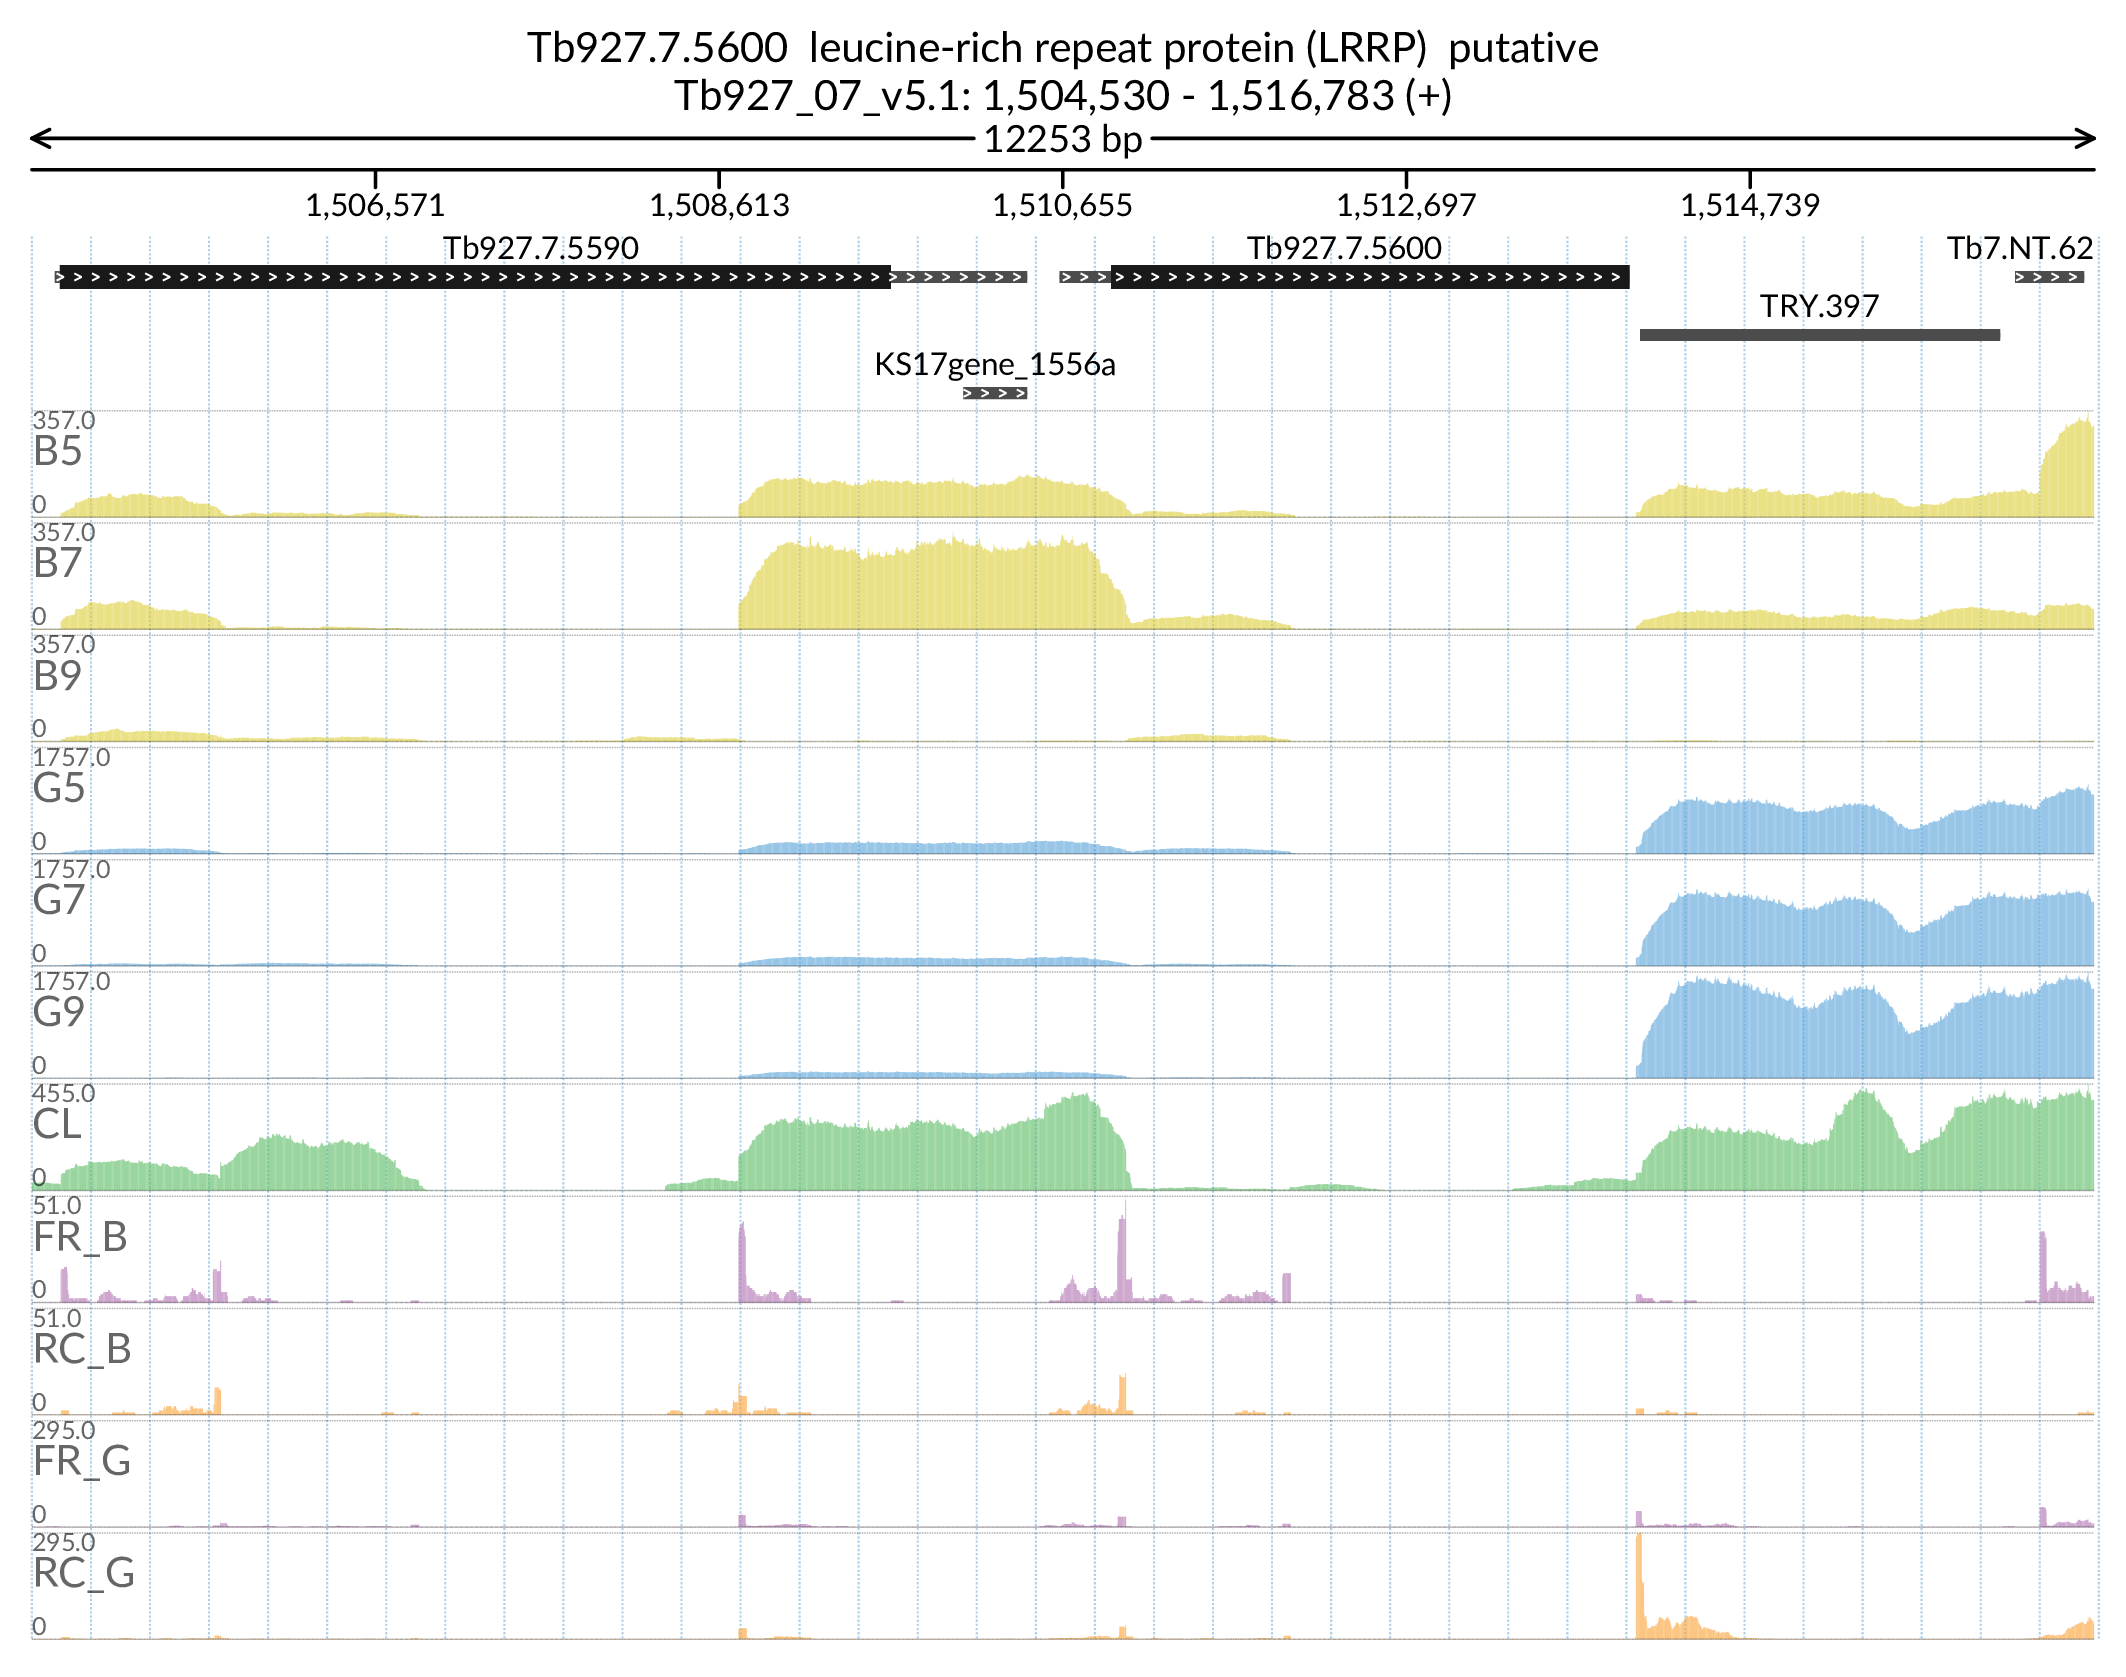 Tb927.7.5600 leucine-rich repeat protein (LRRP) putative
Tb927_07_v5.1: 1,504,530 - 1,516,783 (+)
12253 bp
1,506,571 1,508,613 1,510,655 1,512,697 1,514,739
Tb927.7.5590 Tb927.7.5600 Tb7.NT.62
TRY.397
KS17gene_1556a
357.0
B5
0
357.0
B7
0
357.0
B9
0
1757.0
G5
0
1757.0
G7
0
1757.0
G9
0
455.0
CL
0
51.0
FR_B
0
51.0
RC_B
0
295.0
FR_G
0
295.0
RC_G
0